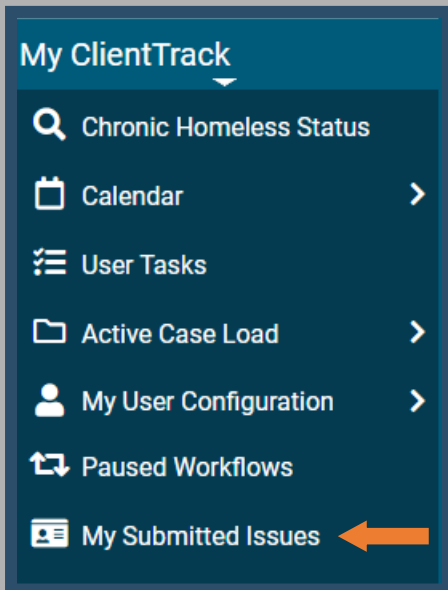 My ClientTrack
Chronic Homeless Status
Calendar
User Tasks
Active Case Load
My User Configuration
Paused Workflows
My Submitted Issues